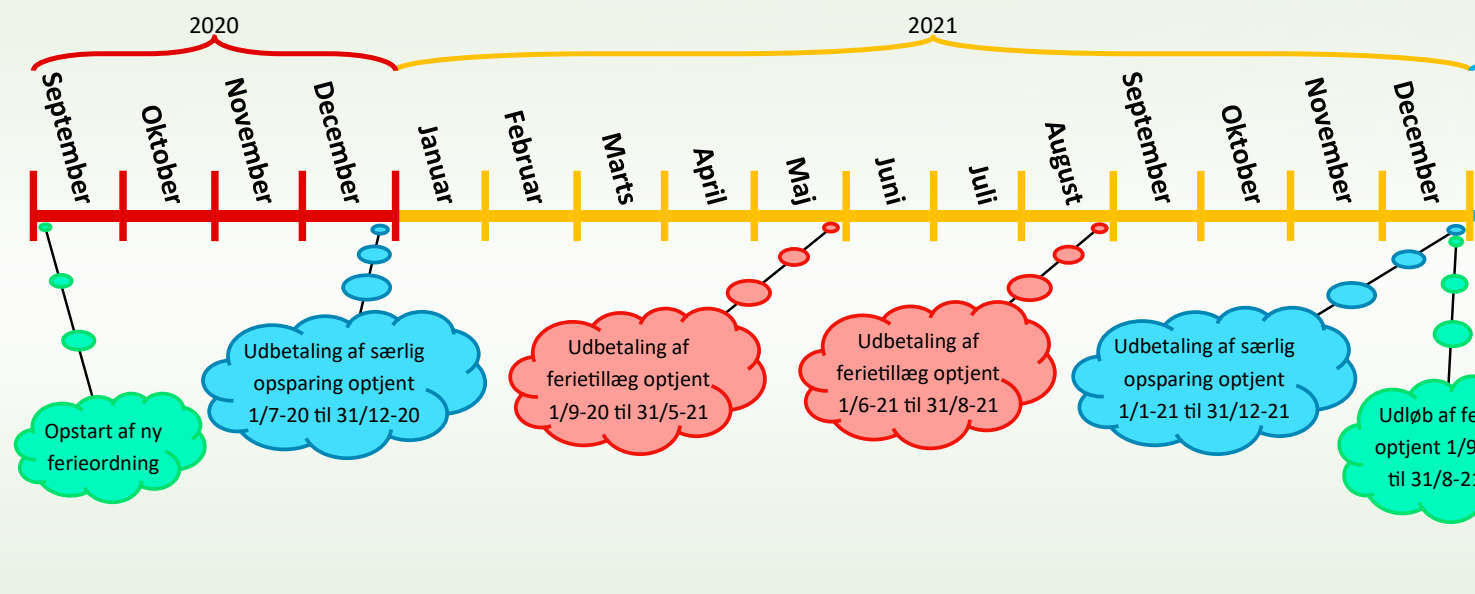 2020
2021
September
Oktober
November
December
Januar
Februar
Marts
April
Maj
Juni
Juli
August
September
Oktober
November
December
Opstart af ny
ferieordning
Udbetaling af særlig
opsparing optjent
1/7-20 til 31/12-20
Udbetaling af
ferietillæg optjent
1/9-20 til 31/5-21
Udbetaling af
ferietillæg optjent
1/6-21 til 31/8-21
Udbetaling af særlig
opsparing optjent
1/1-21 til 31/12-21
Udløb af
optjent
til 31/8-21